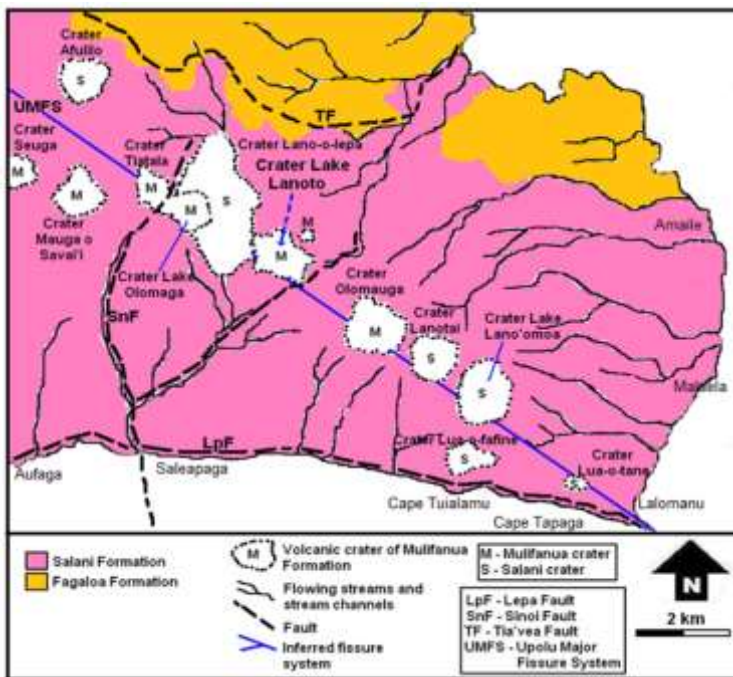 Crater
Afulilo
S
UMFS
TF
Crater
Seuga
M
Crater
Tiatala
M
Crater Lano-o-lepa
S
Crater Lake
Lanoto
M
M
M
Crater
Mauga o
Savai'i
M
Crater Lake
Olomaga
SnF
Amaile
Crater
Olomauga
M
Crater
Lanotai
S
Crater Lake
Lano'omoa
S
Malaela
LpF
Aufaga
Saleapaga
Crater Lua-o-fafine
S
Crater
Lua-o-tane
S
Cape Tuialamu
Cape Tapaga
Lalomanu
Salani Formation
Fagaloa Formation
M
Volcanic crater of Mulifanua
Formation
Flowing streams and
stream channels
Fault
Inferred fissure
system
M - Mulifanua crater
S - Salani crater
LpF - Lepa Fault
SnF - Sinoi Fault
TF - Tia'vea Fault
UMFS - Upolu Major
Fissure System
N
2 km